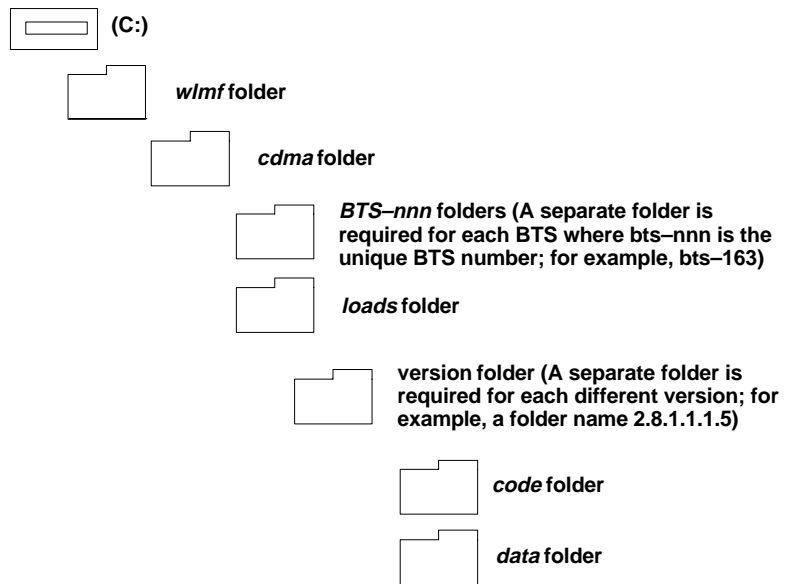 (C:)
wlmf folder
cdma folder
BTS–nnn folders (A separate folder is
required for each BTS where bts–nnn is the
unique BTS number; for example, bts–163)
loads folder
version folder (A separate folder is
required for each different version; for
example, a folder name 2.8.1.1.1.5)
code folder
data folder